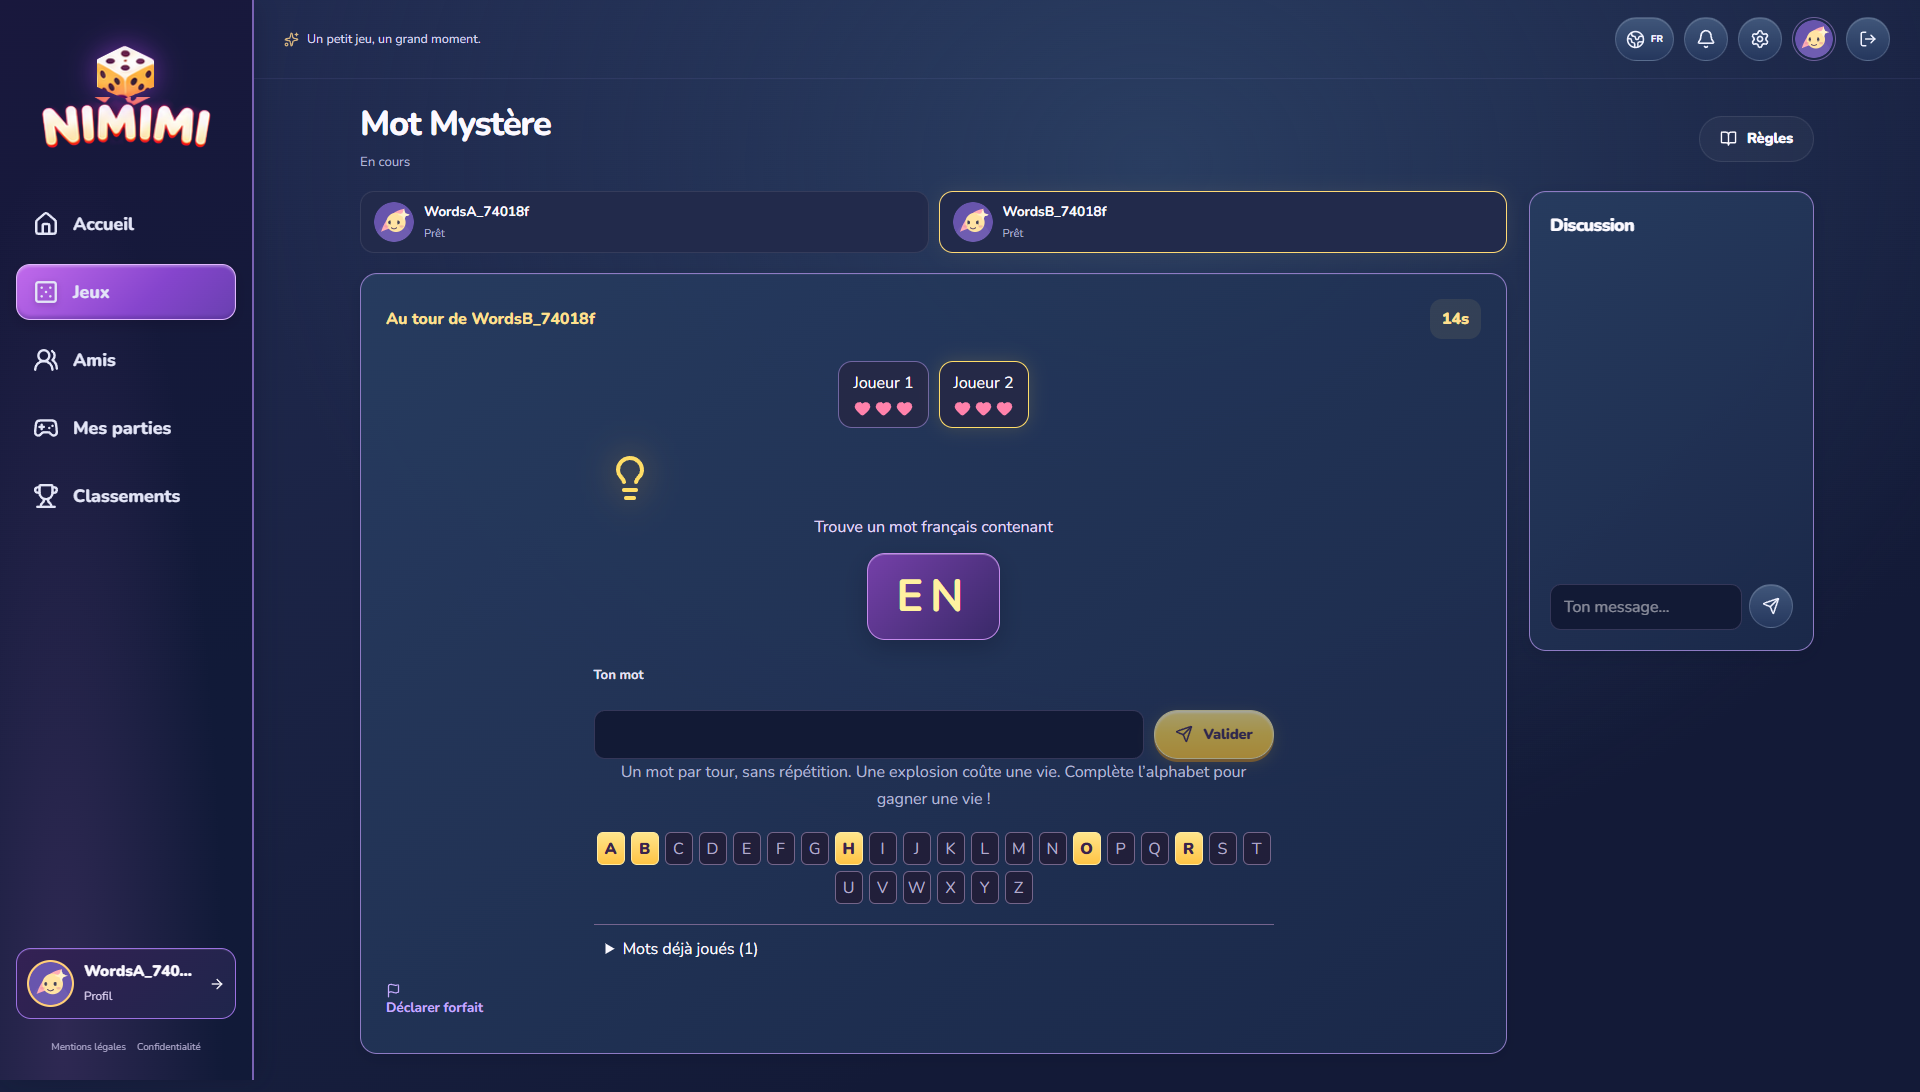 NIMIMI
Accueil
Jeux
Amis
Mes parties
Classements
WordsA_740...
Profil
Mentions légales Confidentialité
Un petit jeu, un grand moment.
FR
Mot Mystère
En cours
Règles
WordsA_74018f
Prêt
WordsB_74018f
Prêt
Au tour de WordsB_74018f
14s
Joueur 1
Joueur 2
Trouve un mot français contenant
EN
Ton mot
Valider
Un mot par tour, sans répétition. Une explosion coûte une vie. Complète l’alphabet pour
gagner une vie !
A B C D E F G H I J K L M N O P Q R S T
U V W X Y Z
Mots déjà joués (1)
Déclarer forfait
Discussion
Ton message...